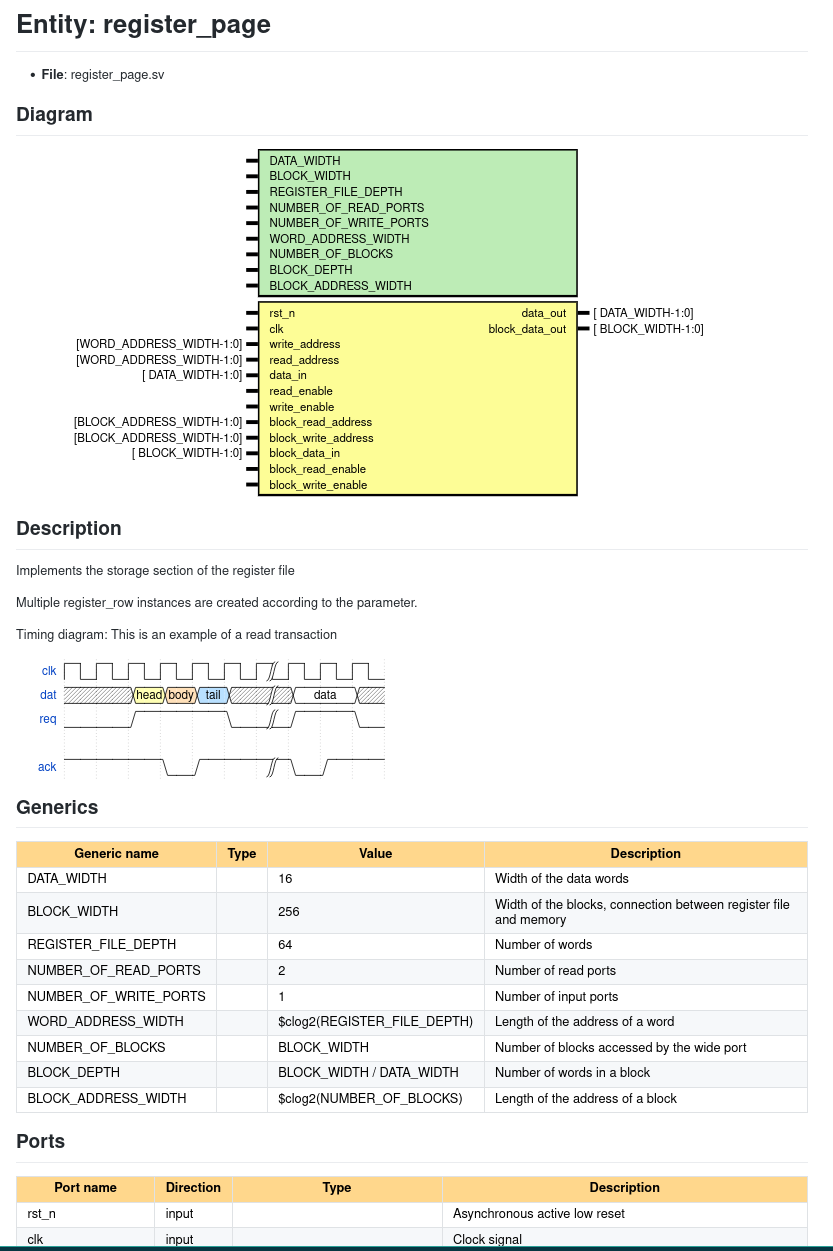 Entity: register_page
• File: register_page.sv
Diagram
DATA_WIDTH
BLOCK_WIDTH
REGISTER_FILE_DEPTH
NUMBER_OF_READ_PORTS
NUMBER_OF_WRITE_PORTS
WORD_ADDRESS_WIDTH
NUMBER_OF_BLOCKS
BLOCK_DEPTH
BLOCK_ADDRESS_WIDTH
rst_n data_out [ DATA_WIDTH-1:0]
clk block_data_out [ BLOCK_WIDTH-1:0]
[WORD_ADDRESS_WIDTH-1:0] write_address
[WORD_ADDRESS_WIDTH-1:0] read_address
[ DATA_WIDTH-1:0] data_in
read_enable
write_enable
[BLOCK_ADDRESS_WIDTH-1:0] block_read_address
[BLOCK_ADDRESS_WIDTH-1:0] block_write_address
[ BLOCK_WIDTH-1:0] block_data_in
block_read_enable
block_write_enable
Description
Implements the storage section of the register file
Multiple register_row instances are created according to the parameter.
Timing diagram: This is an example of a read transaction
clk
dat head body tail data
req
ack
Generics
Generic name Type Value Description
DATA_WIDTH 16 Width of the data words
BLOCK_WIDTH 256 Width of the blocks, connection between register file
and memory
REGISTER_FILE_DEPTH 64 Number of words
NUMBER_OF_READ_PORTS 2 Number of read ports
NUMBER_OF_WRITE_PORTS 1 Number of input ports
WORD_ADDRESS_WIDTH $clog2(REGISTER_FILE_DEPTH) Length of the address of a word
NUMBER_OF_BLOCKS BLOCK_WIDTH Number of blocks accessed by the wide port
BLOCK_DEPTH BLOCK_WIDTH / DATA_WIDTH Number of words in a block
BLOCK_ADDRESS_WIDTH $clog2(NUMBER_OF_BLOCKS) Length of the address of a block
Ports
Port name Direction Type Description
rst_n input Asynchronous active low reset
clk input Clock signal